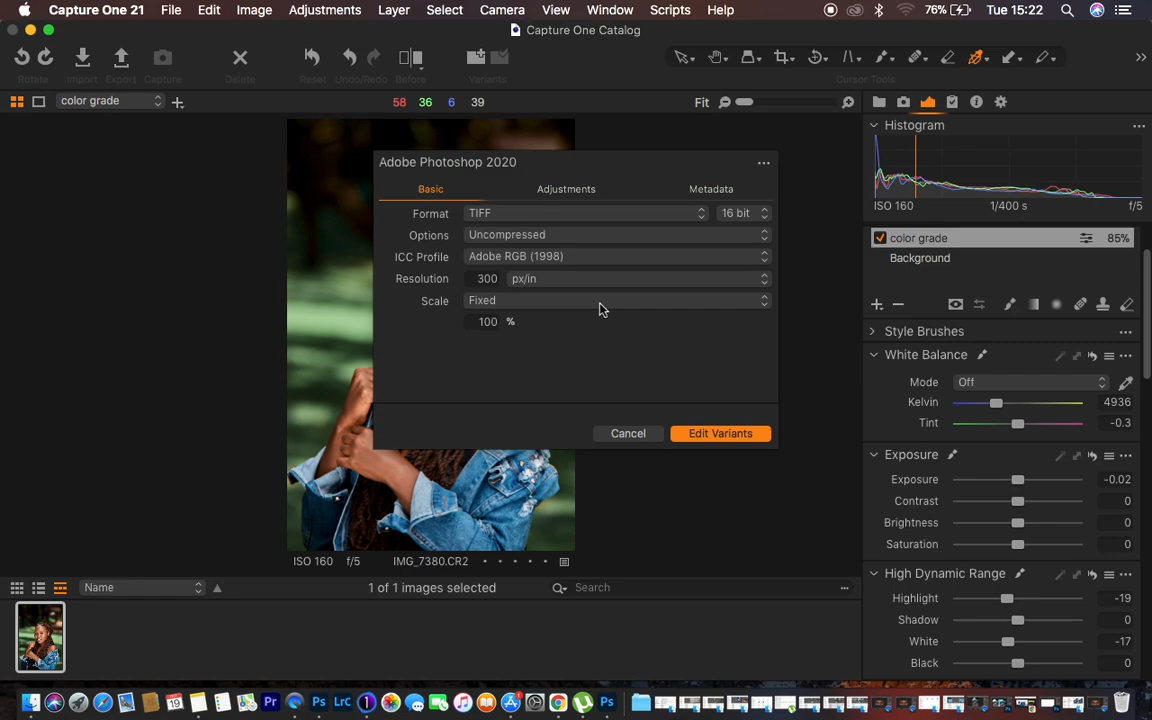 Capture One 21 File Edit Image Adjustments Layer Select Camera View Window Scripts Help 76% Tue 15:22
Capture One Catalog
Rotate Import Export Capture Delete Reset Undo/Redo Before Variants Cursor Tools
color grade 58 36 6 39 Fit
Histogram
ISO 160 1/400 s f/5
Adobe Photoshop 2020
Basic Adjustments Metadata
Format TIFF 16 bit
Options Uncompressed
ICC Profile Adobe RGB (1998)
Resolution 300 px/in
Scale Fixed
100 %
Cancel Edit Variants
color grade 85%
Background
Style Brushes
White Balance
Mode Off
Kelvin 4936
Tint -0.3
Exposure
Exposure -0.02
Contrast 0
Brightness 0
Saturation 0
High Dynamic Range
Highlight -19
Shadow 0
White -17
Black 0
ISO 160 f/5 IMG_7380.CR2
Name 1 of 1 images selected Search
19 Pr Ps LrC 1 Ps